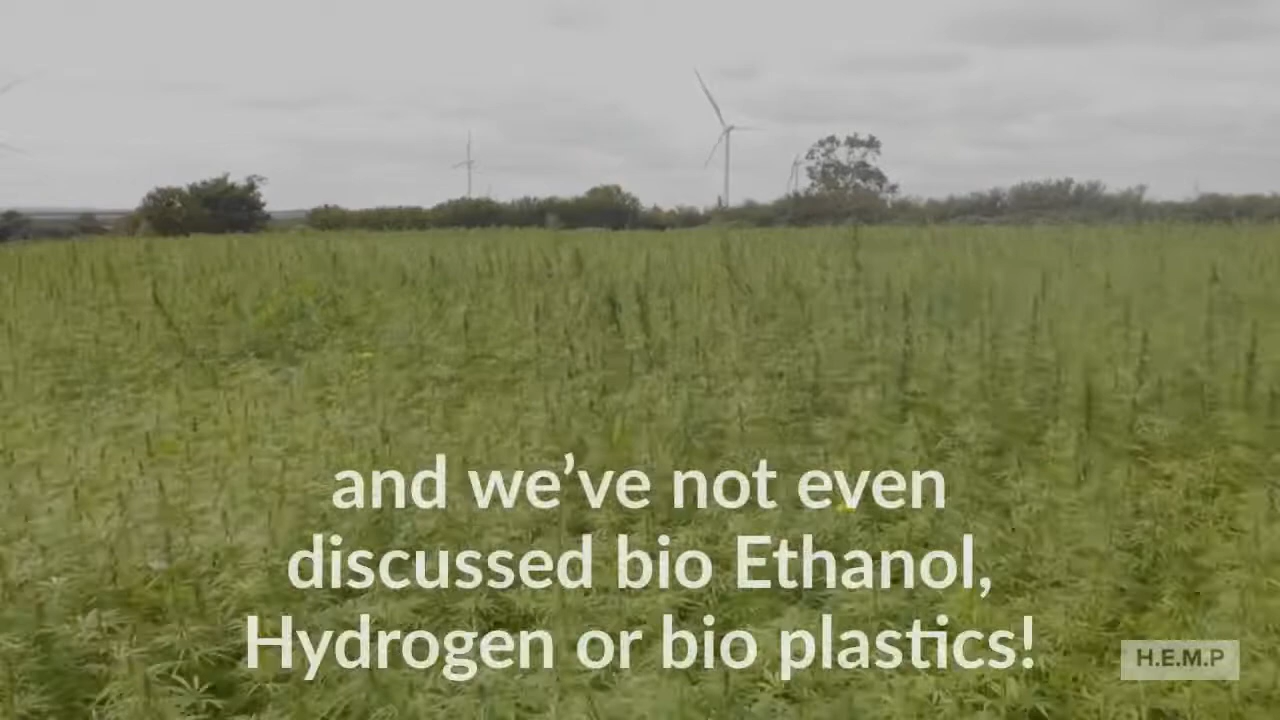 and we’ve not even
discussed bio Ethanol,
Hydrogen or bio plastics!
H.E.M.P